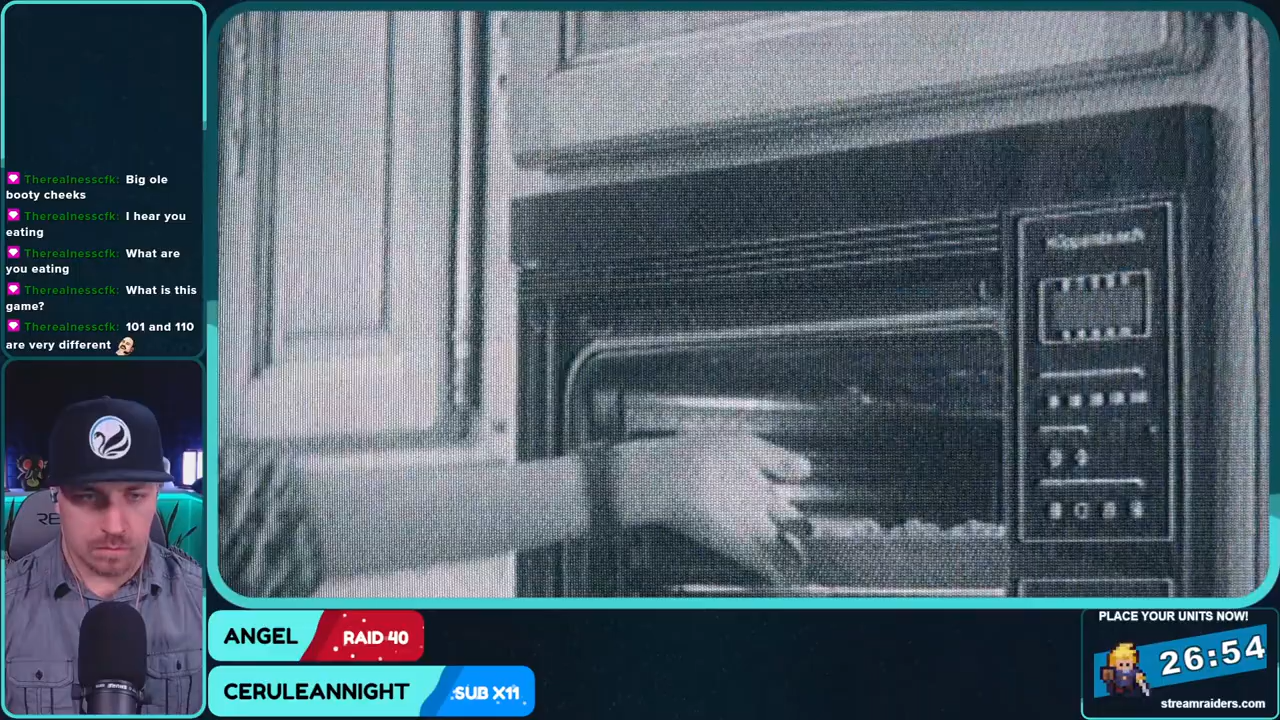 Therealnesscfk: Big ole
booty cheeks
Therealnesscfk: I hear you
eating
Therealnesscfk: What are
you eating
Therealnesscfk: What is this
game?
Therealnesscfk: 101 and 110
are very different
ANGEL RAID 40
CERULEANNIGHT SUB X11
PLACE YOUR UNITS NOW!
26:54
streamraiders.com